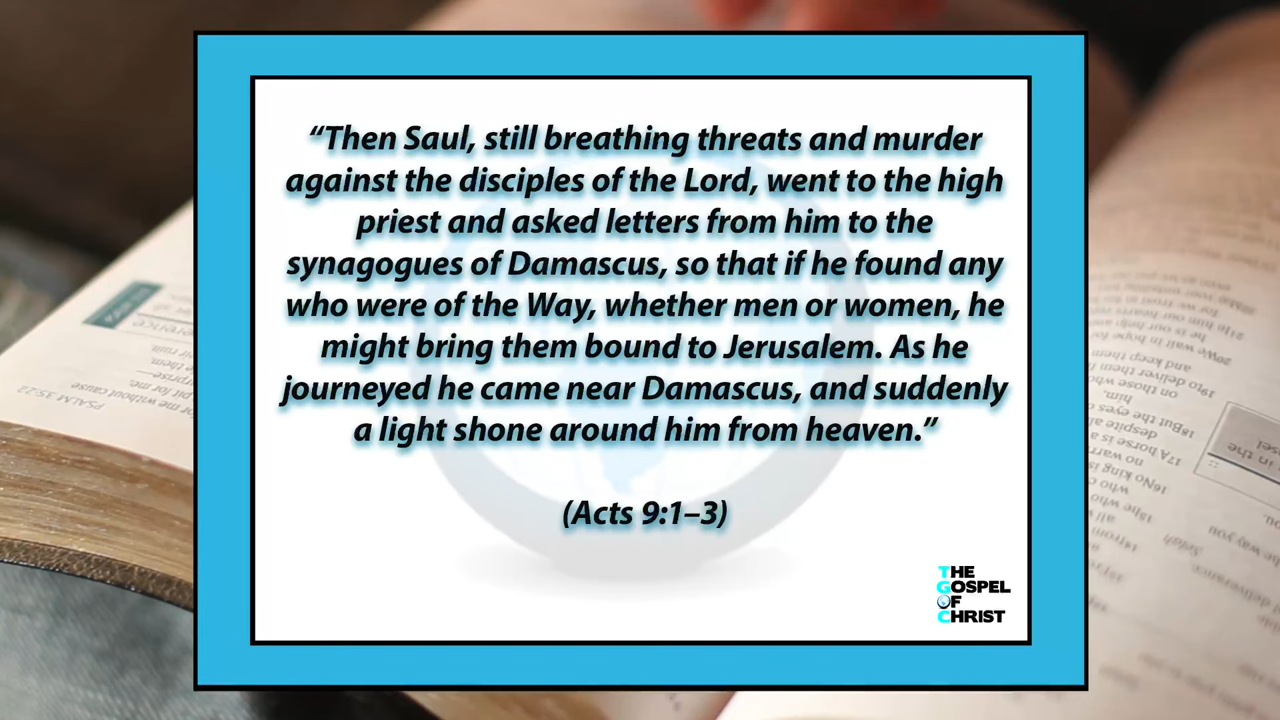 “Then Saul, still breathing threats and murder
against the disciples of the Lord, went to the high
priest and asked letters from him to the
synagogues of Damascus, so that if he found any
who were of the Way, whether men or women, he
might bring them bound to Jerusalem. As he
journeyed he came near Damascus, and suddenly
a light shone around him from heaven.”
(Acts 9:1–3)
THE
GOSPEL
OF
CHRIST
PSALM 35:22